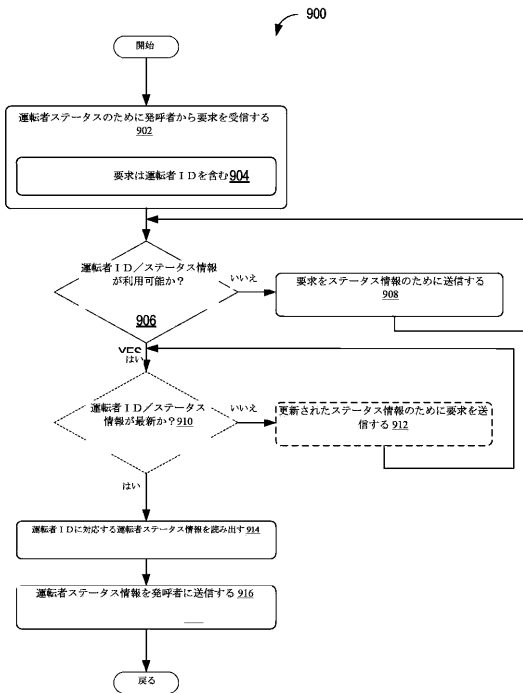 900
開始
運転者ステータスのために発呼者から要求を受信する
902
要求は運転者ＩＤを含む904
運転者ＩＤ／ステータス情報
が利用可能か？
906
いいえ
要求をステータス情報のために送信する
908
YES
はい
運転者ＩＤ／ステータス
情報が最新か？910
いいえ
更新されたステータス情報のために要求を送
信する 912
はい
運転者ＩＤに対応する運転者ステータス情報を読み出す914
運転者ステータス情報を発呼者に送信する 916
戻る